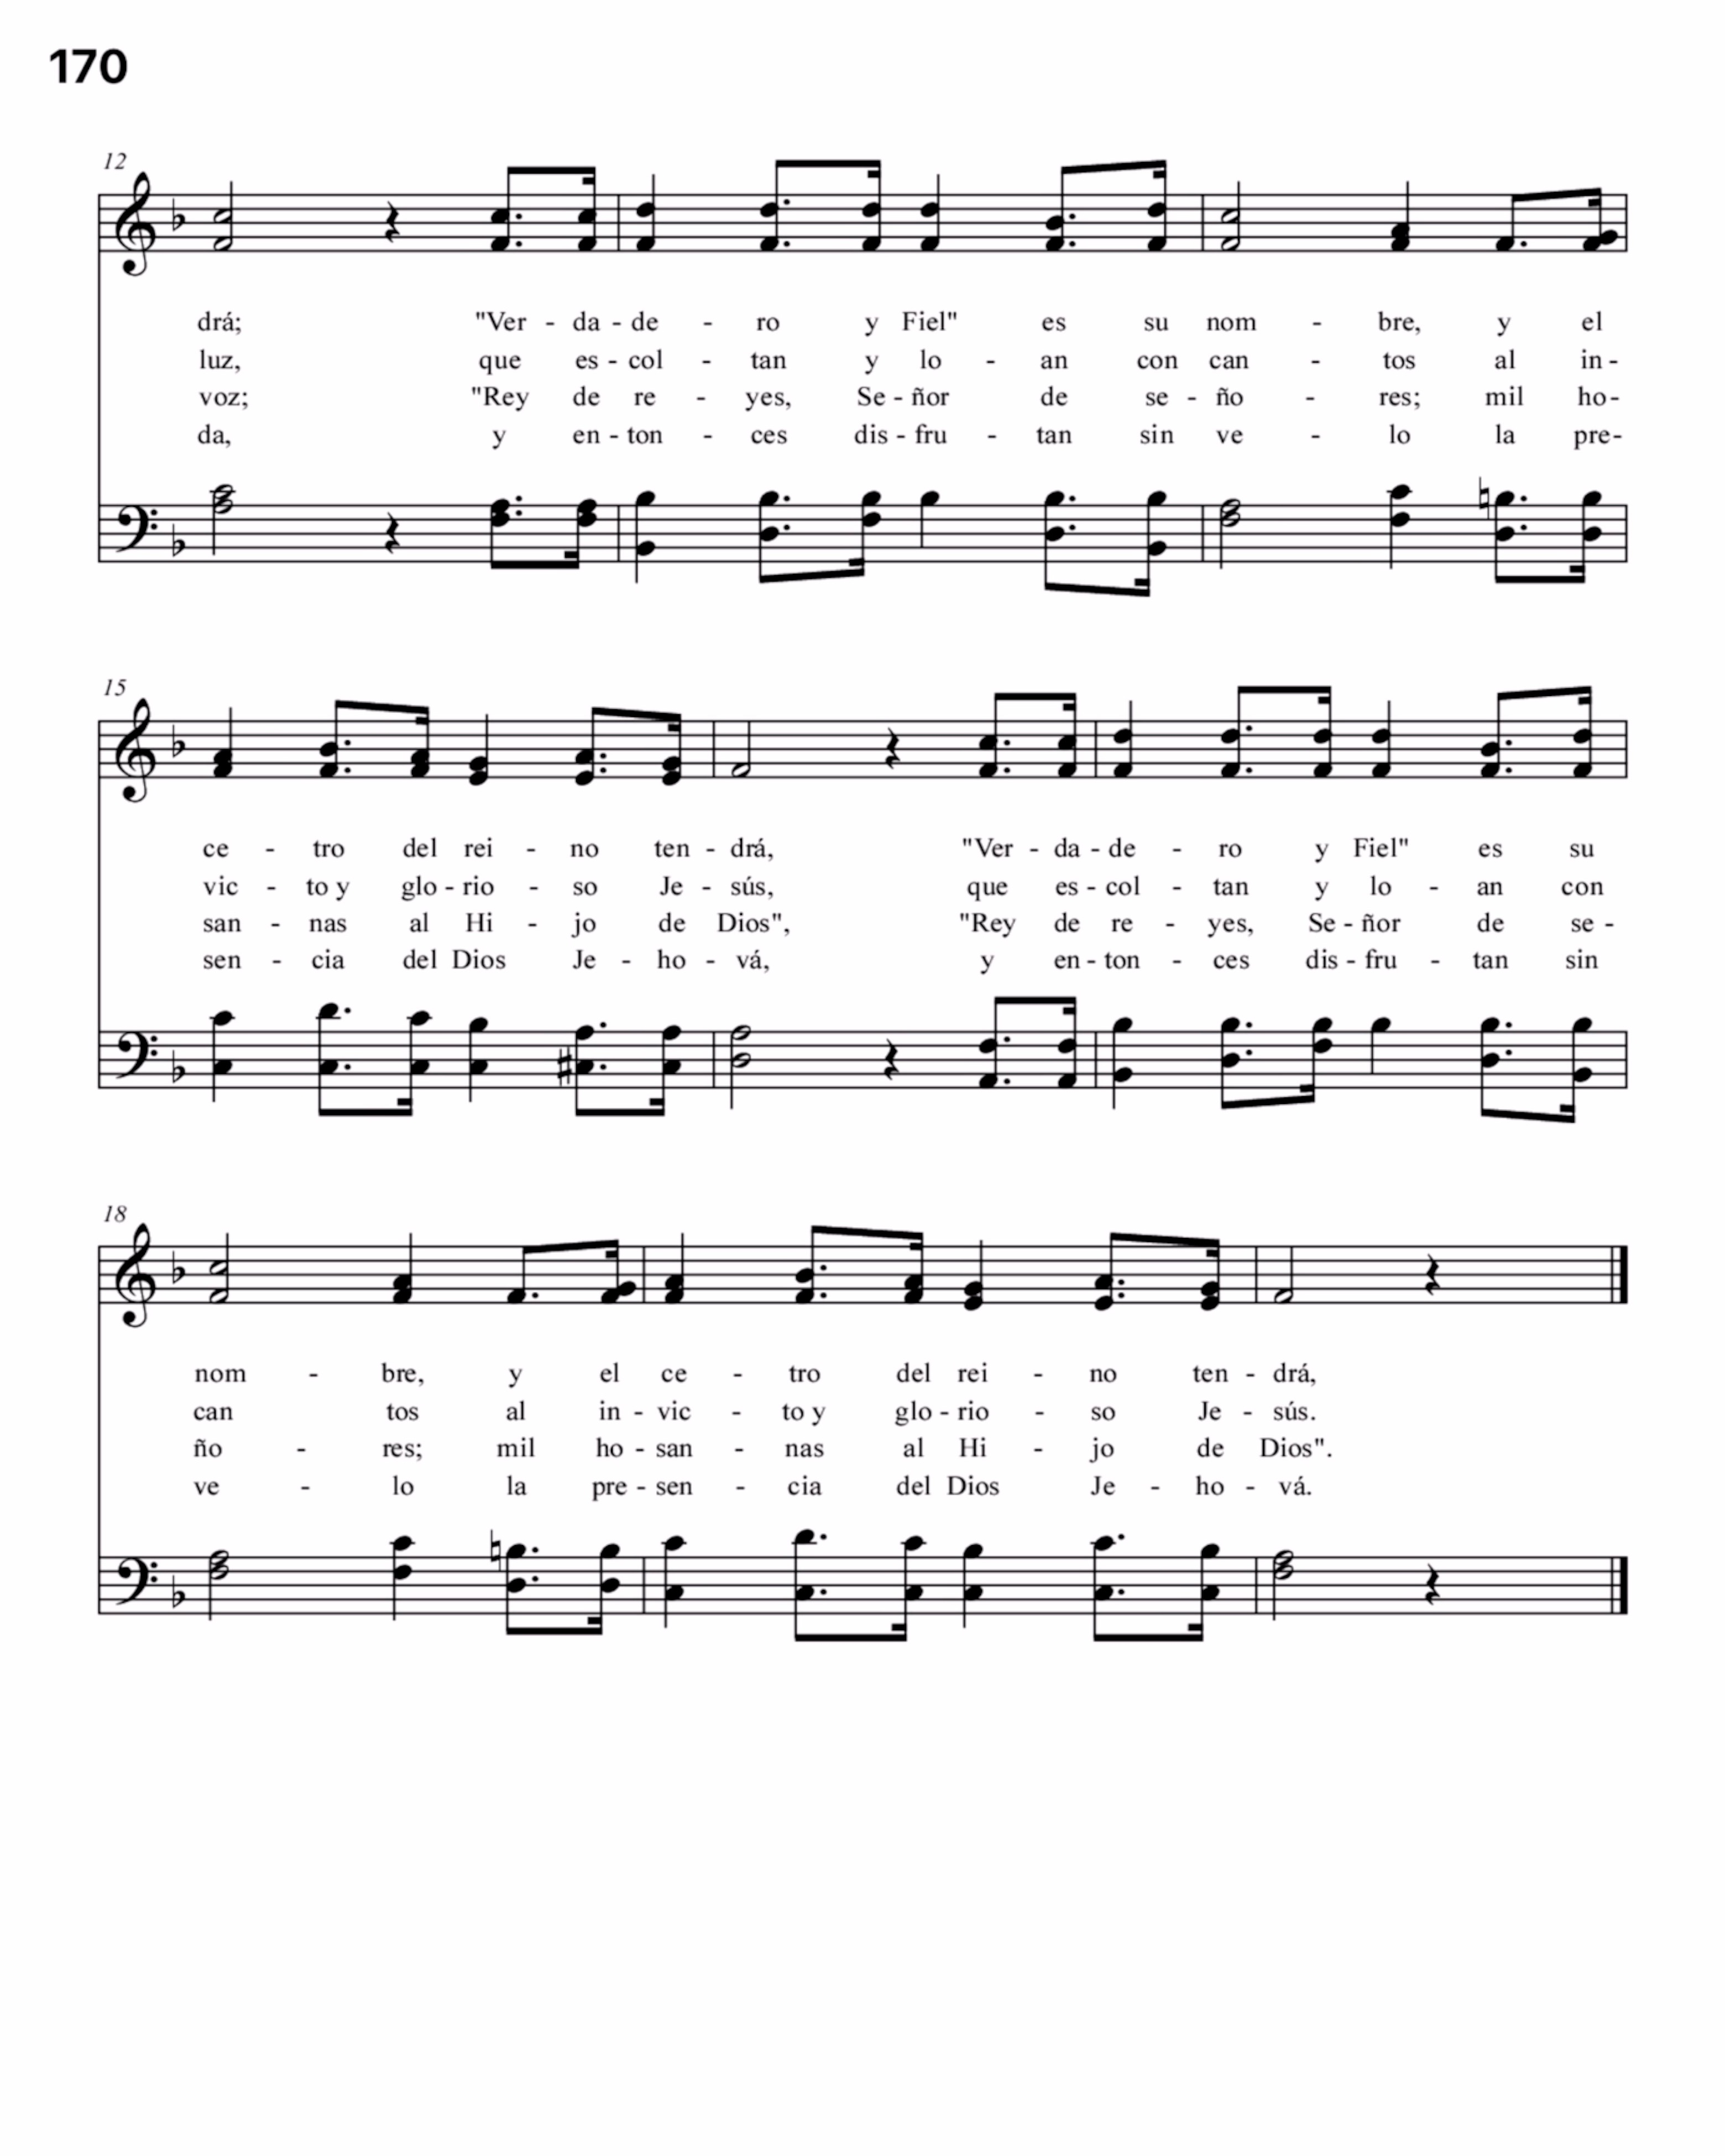 170
12
drá; "Ver - da - de - ro y Fiel" es su nom - bre, y el
luz, que es - col - tan y lo - an con can - tos al in -
voz; "Rey de re - yes, Se - ñor de se - ño - res; mil ho -
da, y en - ton - ces dis - fru - tan sin ve - lo la pre -
15
ce - tro del rei - no ten - drá, "Ver - da - de - ro y Fiel" es su
vic - to y glo - rio - so Je - sús, que es - col - tan y lo - an con
san - nas al Hi - jo de Dios", "Rey de re - yes, Se - ñor de se -
sen - cia del Dios Je - ho - vá, y en - ton - ces dis - fru - tan sin
18
nom - bre, y el ce - tro del rei - no ten - drá,
can tos al in - vic - to y glo - rio - so Je - sús.
ño - res; mil ho - san - nas al Hi - jo de Dios".
ve - lo la pre - sen - cia del Dios Je - ho - vá.